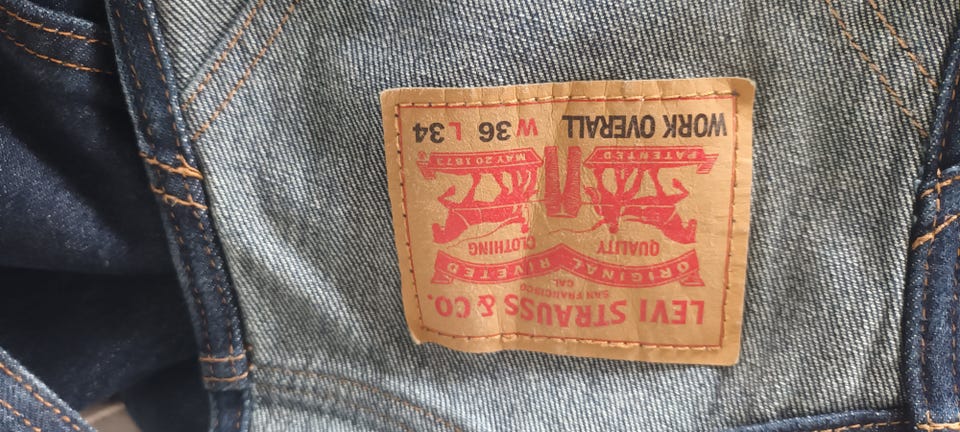 LEVI STRAUSS & CO.
SAN FRANCISCO
CAL
ORIGINAL RIVETED
QUALITY CLOTHING
PATENTED MAY 20 1873
WORK OVERALL W 36 L 34